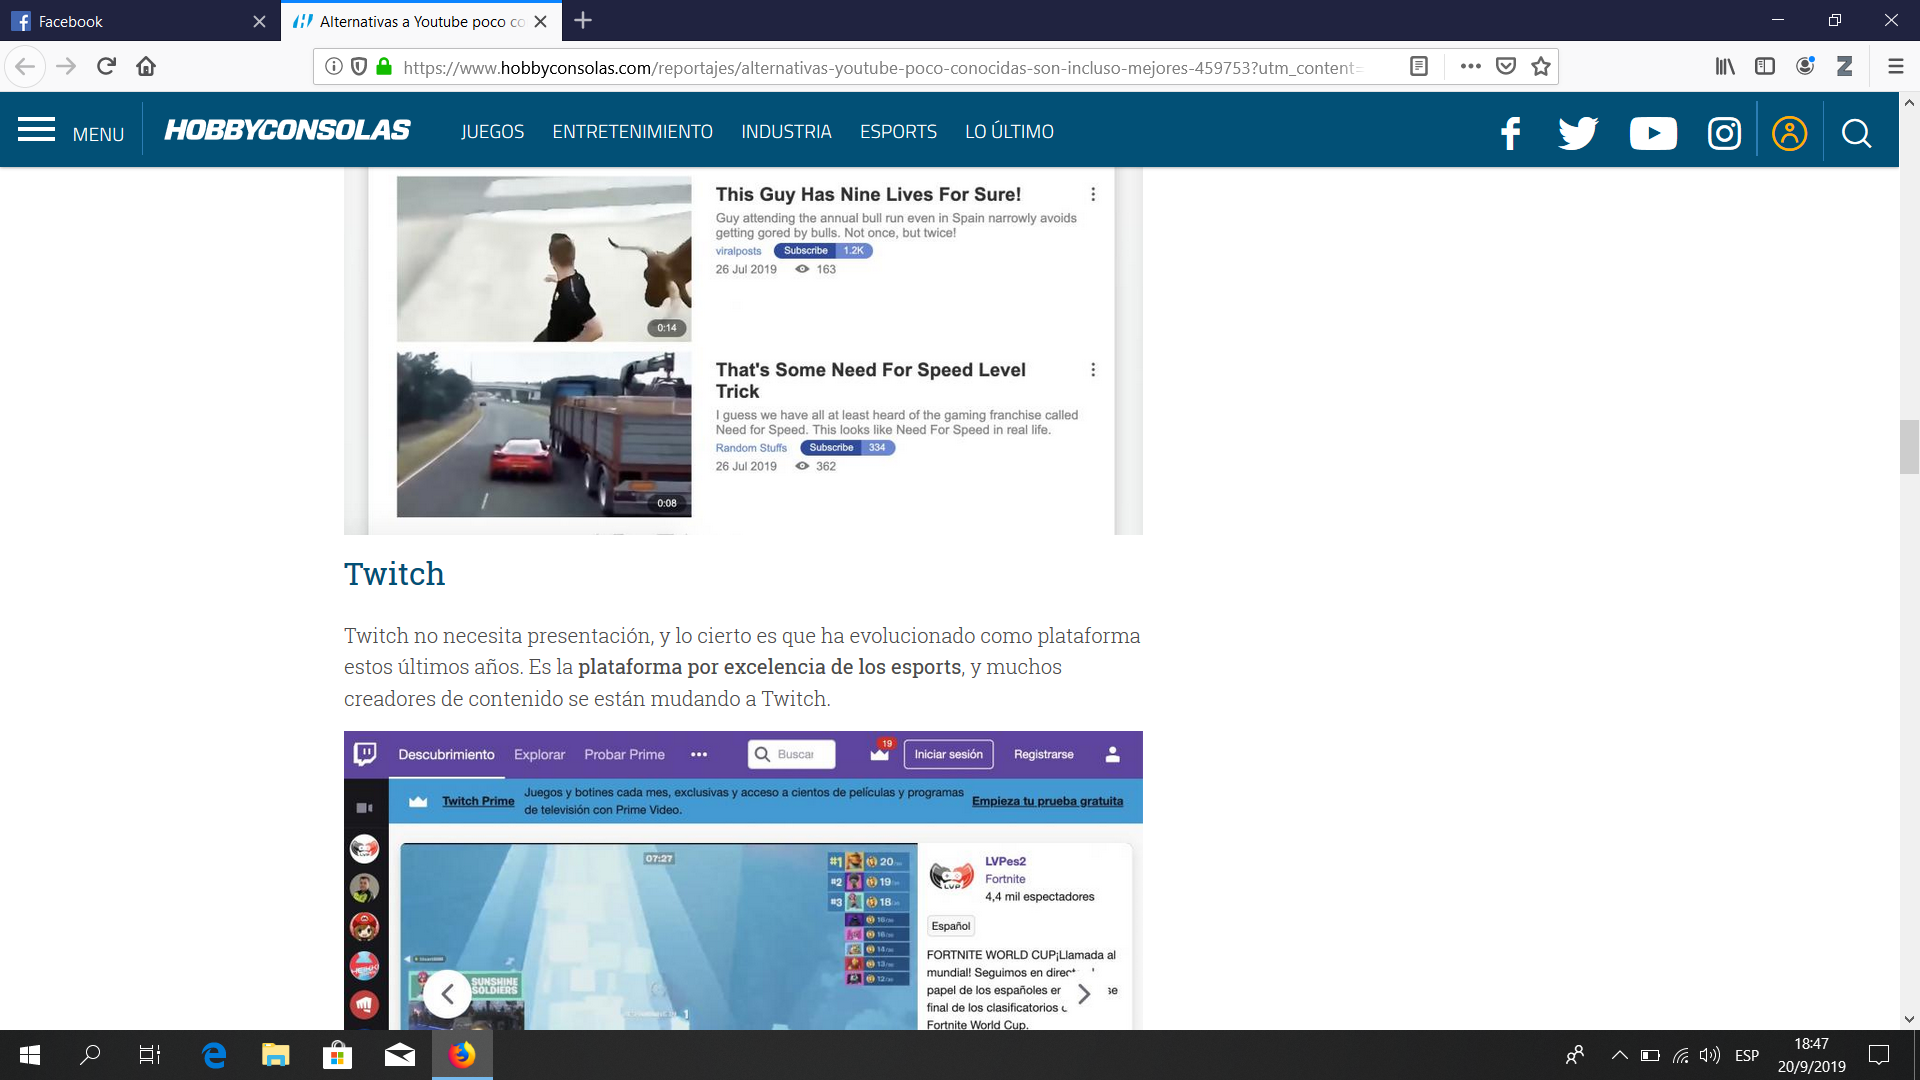 Facebook
Alternativas a Youtube poco co
https://www.hobbyconsolas.com/reportajes/alternativas-youtube-poco-conocidas-son-incluso-mejores-459753?utm_content=
MENU
HOBBYCONSOLAS
JUEGOS ENTRETENIMIENTO INDUSTRIA ESPORTS LO ÚLTIMO
This Guy Has Nine Lives For Sure!
Guy attending the annual bull run even in Spain narrowly avoids
getting gored by bulls. Not once, but twice!
viralposts Subscribe 1.2K
26 Jul 2019 163
0:14
That's Some Need For Speed Level
Trick
I guess we have all at least heard of the gaming franchise called
Need for Speed. This looks like Need For Speed in real life.
Random Stuffs Subscribe 334
26 Jul 2019 362
0:08
Twitch
Twitch no necesita presentación, y lo cierto es que ha evolucionado como plataforma
estos últimos años. Es la plataforma por excelencia de los esports, y muchos
creadores de contenido se están mudando a Twitch.
Descubrimiento Explorar Probar Prime ••• Buscar 19 Iniciar sesión Registrarse
Twitch Prime
Juegos y botines cada mes, exclusivas y acceso a cientos de películas y programas
de televisión con Prime Video.
Empieza tu prueba gratuita
07:27
#1 20
#2 19
#3 18
16
16
14
13
12
SUNSHINE
SOLDIERS
1
LVP
LVPes2
Fortnite
4,4 mil espectadores
Español
FORTNITE WORLD CUP¡Llamada al
mundial! Seguimos en direct
papel de los españoles er se
final de los clasificatorios
Fortnite World Cup.
ESP
18:47
20/9/2019